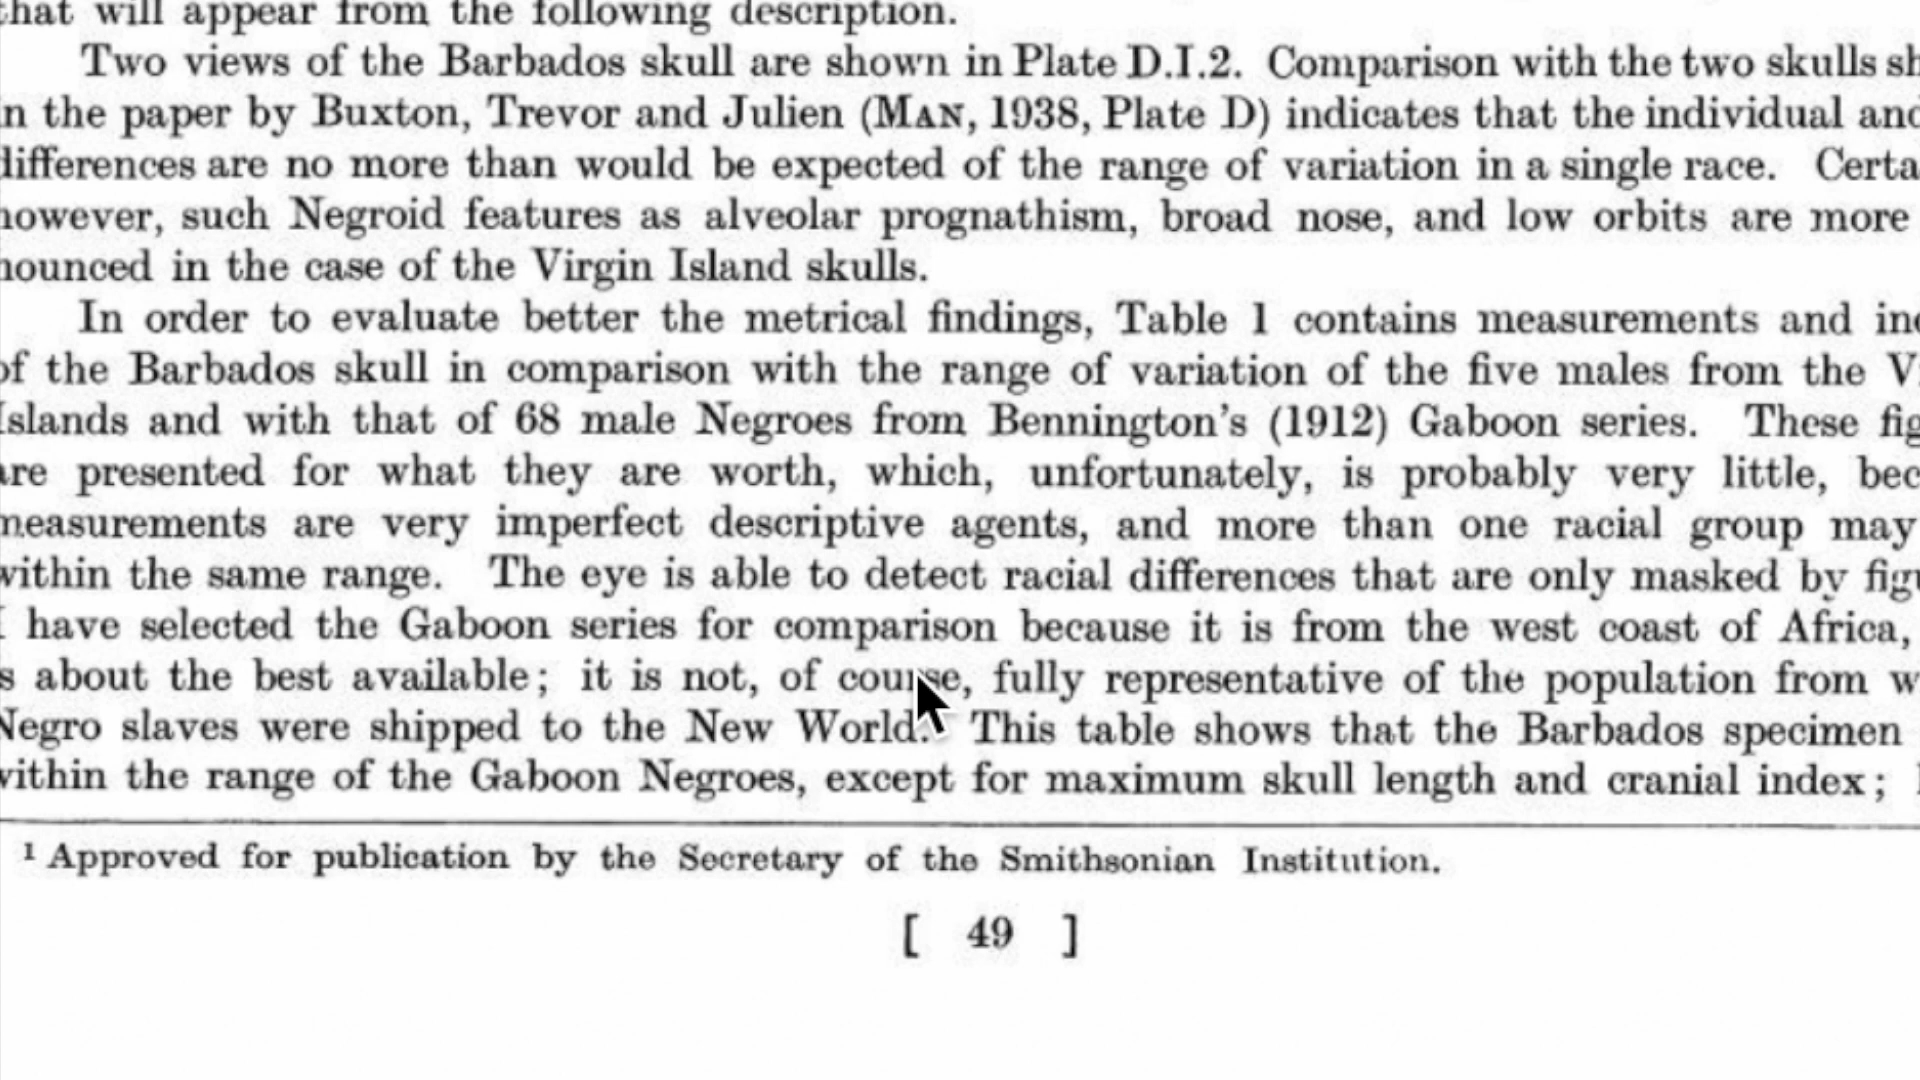 that will appear from the following description.
Two views of the Barbados skull are shown in Plate D.I.2. Comparison with the two skulls sh
in the paper by Buxton, Trevor and Julien (MAN, 1938, Plate D) indicates that the individual and
differences are no more than would be expected of the range of variation in a single race. Certa
however, such Negroid features as alveolar prognathism, broad nose, and low orbits are more
nounced in the case of the Virgin Island skulls.
In order to evaluate better the metrical findings, Table 1 contains measurements and ind
of the Barbados skull in comparison with the range of variation of the five males from the Vi
Islands and with that of 68 male Negroes from Bennington's (1912) Gaboon series. These fig
are presented for what they are worth, which, unfortunately, is probably very little, bec
measurements are very imperfect descriptive agents, and more than one racial group may
within the same range. The eye is able to detect racial differences that are only masked by figu
I have selected the Gaboon series for comparison because it is from the west coast of Africa,
s about the best available; it is not, of course, fully representative of the population from w
Negro slaves were shipped to the New World. This table shows that the Barbados specimen
within the range of the Gaboon Negroes, except for maximum skull length and cranial index;
¹ Approved for publication by the Secretary of the Smithsonian Institution.
[ 49 ]